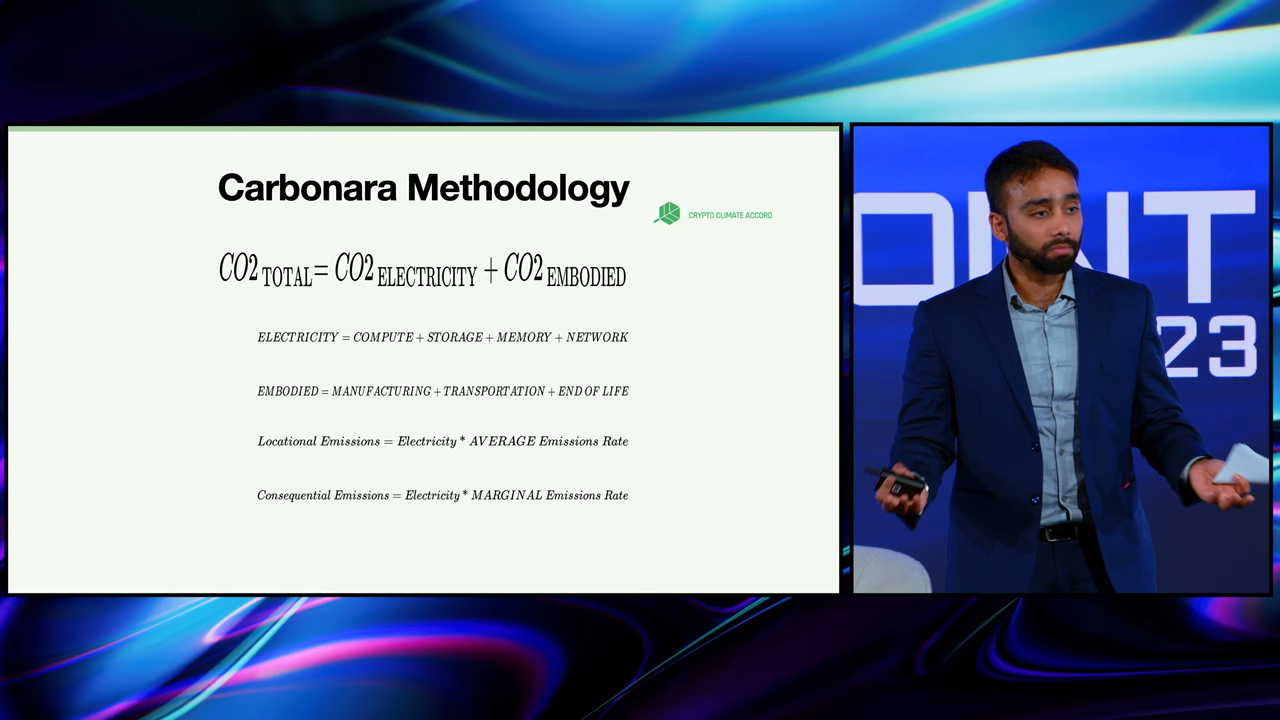 Carbonara Methodology
CRYPTO CLIMATE ACCORD
CO2 TOTAL = CO2 ELECTRICITY + CO2 EMBODIED
ELECTRICITY = COMPUTE + STORAGE + MEMORY + NETWORK
EMBODIED = MANUFACTURING + TRANSPORTATION + END OF LIFE
Locational Emissions = Electricity * AVERAGE Emissions Rate
Consequential Emissions = Electricity * MARGINAL Emissions Rate
23